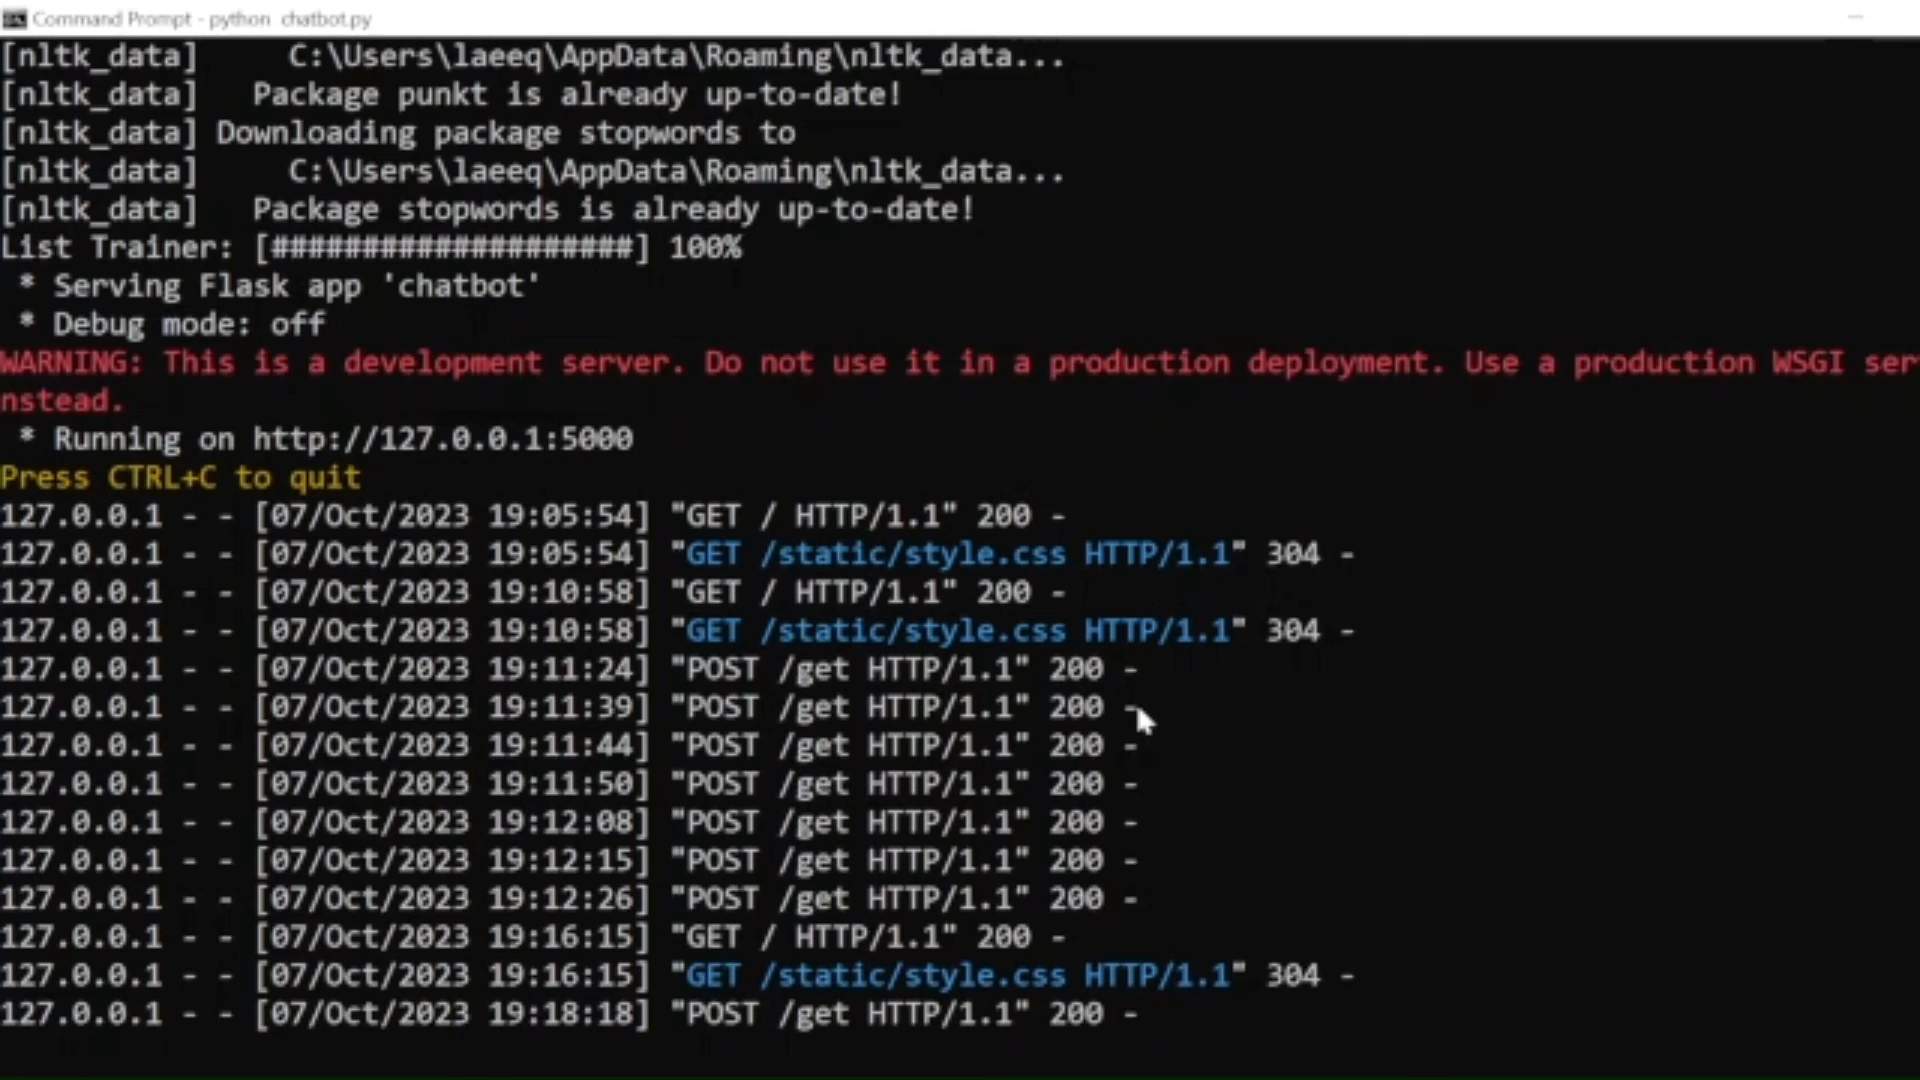 Command Prompt - python  chatbot.py
[nltk_data]     C:\Users\laeeq\AppData\Roaming\nltk_data...
[nltk_data]   Package punkt is already up-to-date!
[nltk_data] Downloading package stopwords to
[nltk_data]     C:\Users\laeeq\AppData\Roaming\nltk_data...
[nltk_data]   Package stopwords is already up-to-date!
List Trainer: [####################] 100%
 * Serving Flask app 'chatbot'
 * Debug mode: off
WARNING: This is a development server. Do not use it in a production deployment. Use a production WSGI ser
nstead.
 * Running on http://127.0.0.1:5000
Press CTRL+C to quit
127.0.0.1 - - [07/Oct/2023 19:05:54] "GET / HTTP/1.1" 200 -
127.0.0.1 - - [07/Oct/2023 19:05:54] "GET /static/style.css HTTP/1.1" 304 -
127.0.0.1 - - [07/Oct/2023 19:10:58] "GET / HTTP/1.1" 200 -
127.0.0.1 - - [07/Oct/2023 19:10:58] "GET /static/style.css HTTP/1.1" 304 -
127.0.0.1 - - [07/Oct/2023 19:11:24] "POST /get HTTP/1.1" 200 -
127.0.0.1 - - [07/Oct/2023 19:11:39] "POST /get HTTP/1.1" 200 -
127.0.0.1 - - [07/Oct/2023 19:11:44] "POST /get HTTP/1.1" 200 -
127.0.0.1 - - [07/Oct/2023 19:11:50] "POST /get HTTP/1.1" 200 -
127.0.0.1 - - [07/Oct/2023 19:12:08] "POST /get HTTP/1.1" 200 -
127.0.0.1 - - [07/Oct/2023 19:12:15] "POST /get HTTP/1.1" 200 -
127.0.0.1 - - [07/Oct/2023 19:12:26] "POST /get HTTP/1.1" 200 -
127.0.0.1 - - [07/Oct/2023 19:16:15] "GET / HTTP/1.1" 200 -
127.0.0.1 - - [07/Oct/2023 19:16:15] "GET /static/style.css HTTP/1.1" 304 -
127.0.0.1 - - [07/Oct/2023 19:18:18] "POST /get HTTP/1.1" 200 -